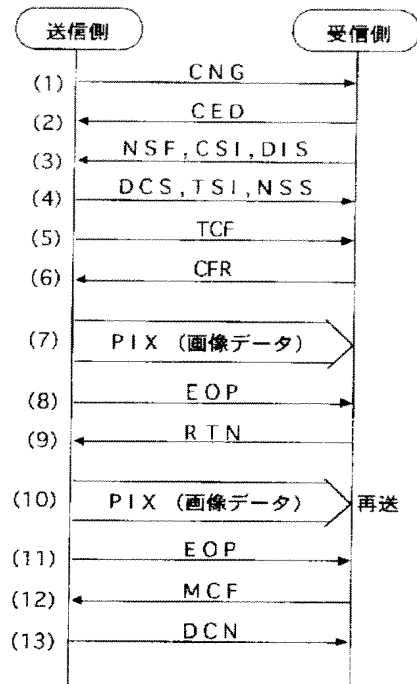 送信側 受信側
(1) CNG
(2) CED
(3) NSF,CSI,DIS
(4) DCS,TSI,NSS
(5) TCF
(6) CFR
(7) PIX (画像データ)
(8) EOP
(9) RTN
(10) PIX (画像データ) 再送
(11) EOP
(12) MCF
(13) DCN